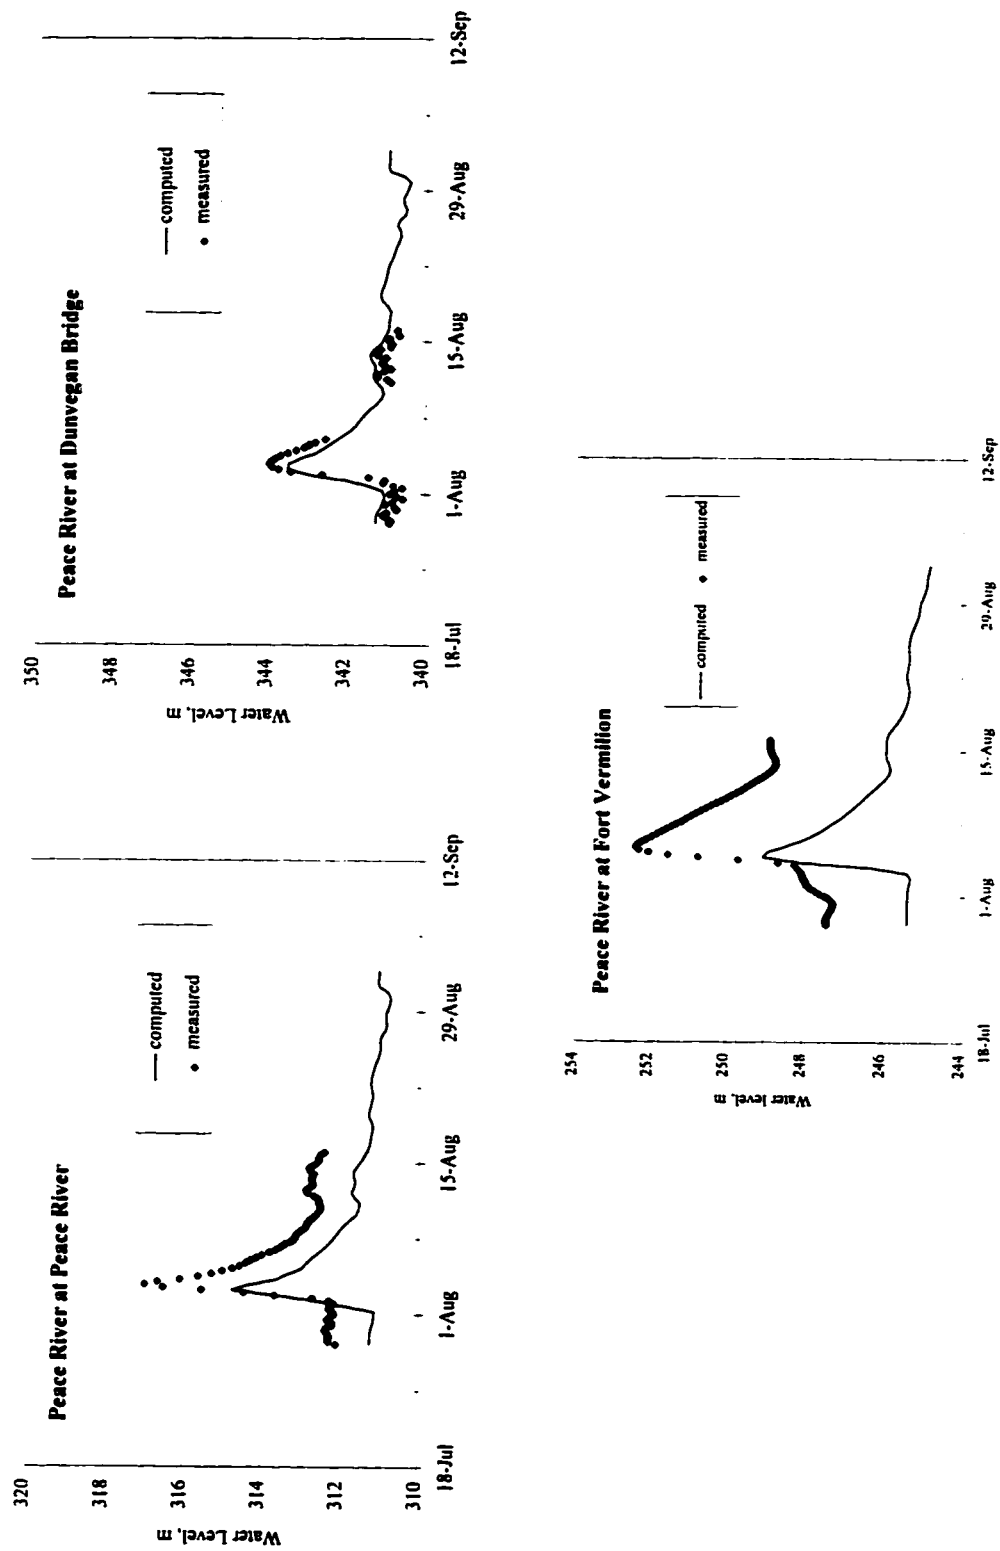 Peace River at Peace River
Water Level, m
320
318
316
314
312
310
18-Jul
1-Aug
15-Aug
29-Aug
12-Sep
computed
measured
Peace River at Dunvegan Bridge
Water Level, m
350
348
346
344
342
340
18-Jul
1-Aug
15-Aug
29-Aug
12-Sep
computed
measured
Peace River at Fort Vermilion
Water level, m
254
252
250
248
246
244
18-Jul
1-Aug
15-Aug
29-Aug
12-Sep
computed measured